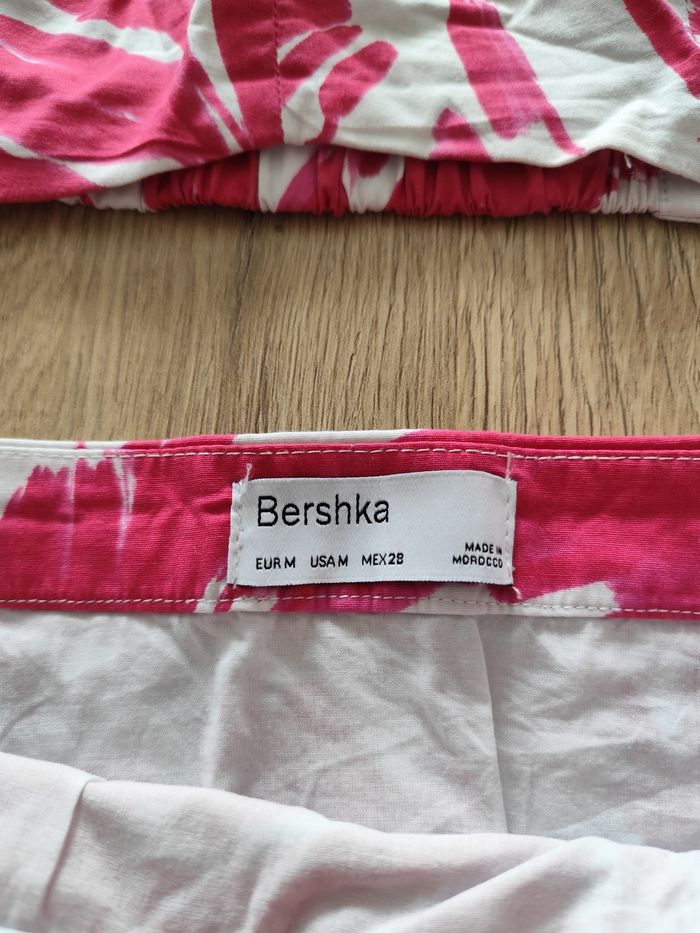 Bershka
EUR M USA M MEX 28
MADE IN
MOROCCO